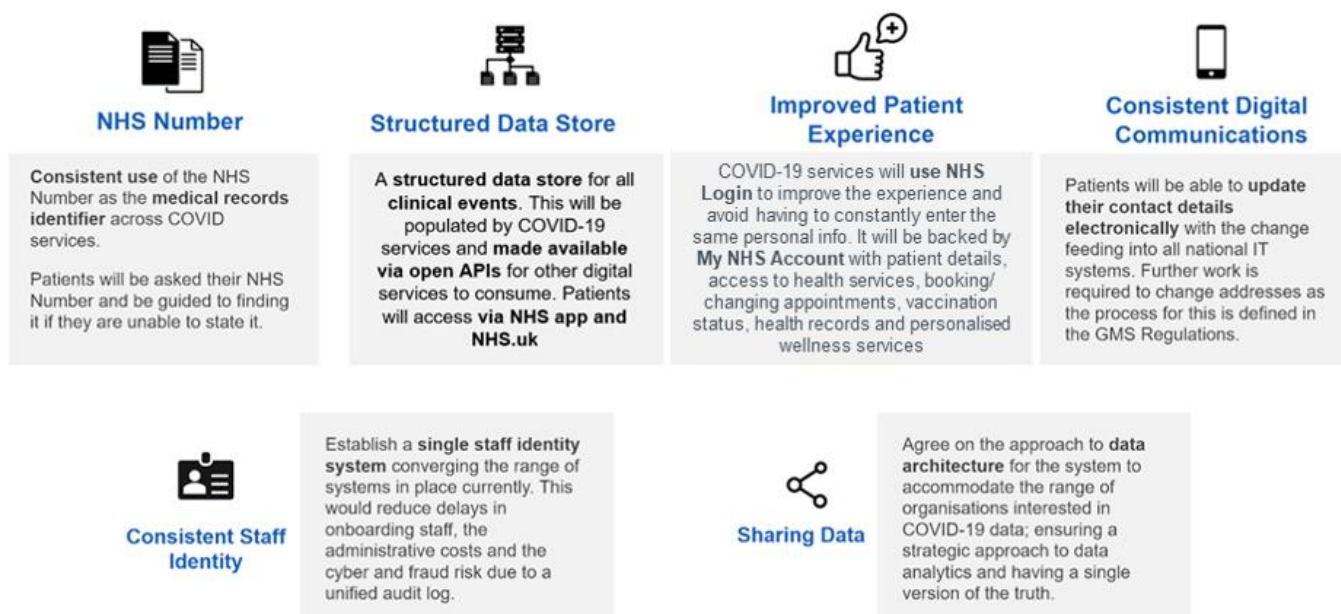 NHS Number
Consistent use of the NHS
Number as the medical records
identifier across COVID
services.
Patients will be asked their NHS
Number and be guided to finding
it if they are unable to state it.
Structured Data Store
A structured data store for all
clinical events. This will be
populated by COVID-19
services and made available
via open APIs for other digital
services to consume. Patients
will access via NHS app and
NHS.uk
Improved Patient
Experience
COVID-19 services will use NHS
Login to improve the experience and
avoid having to constantly enter the
same personal info. It will be backed by
My NHS Account with patient details,
access to health services, booking/
changing appointments, vaccination
status, health records and personalised
wellness services
Consistent Digital
Communications
Patients will be able to update
their contact details
electronically with the change
feeding into all national IT
systems. Further work is
required to change addresses as
the process for this is defined in
the GMS Regulations.
Consistent Staff
Identity
Establish a single staff identity
system converging the range of
systems in place currently. This
would reduce delays in
onboarding staff, the
administrative costs and the
cyber and fraud risk due to a
unified audit log.
Sharing Data
Agree on the approach to data
architecture for the system to
accommodate the range of
organisations interested in
COVID-19 data; ensuring a
strategic approach to data
analytics and having a single
version of the truth.